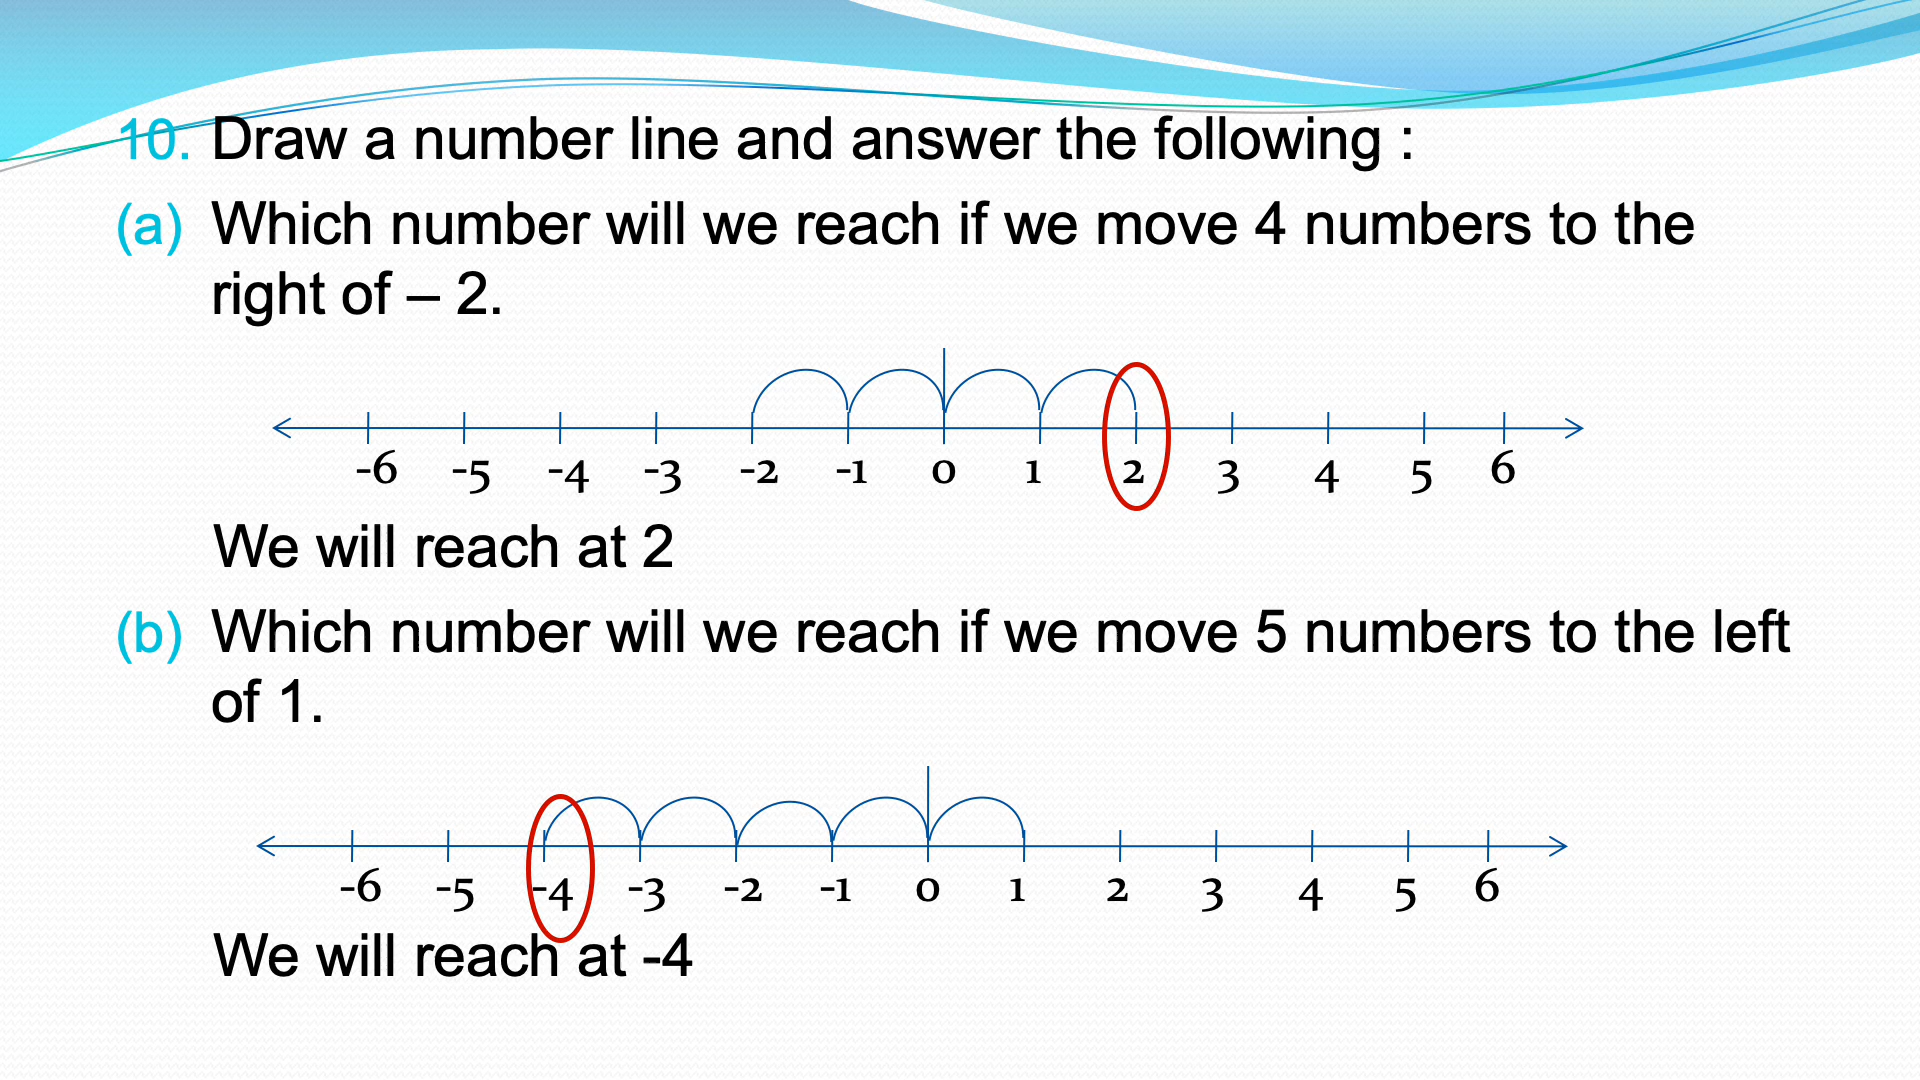 10. Draw a number line and answer the following :
(a) Which number will we reach if we move 4 numbers to the
right of – 2.
-6 -5 -4 -3 -2 -1 0 1 2 3 4 5 6
We will reach at 2
(b) Which number will we reach if we move 5 numbers to the left
of 1.
-6 -5 -4 -3 -2 -1 0 1 2 3 4 5 6
We will reach at -4